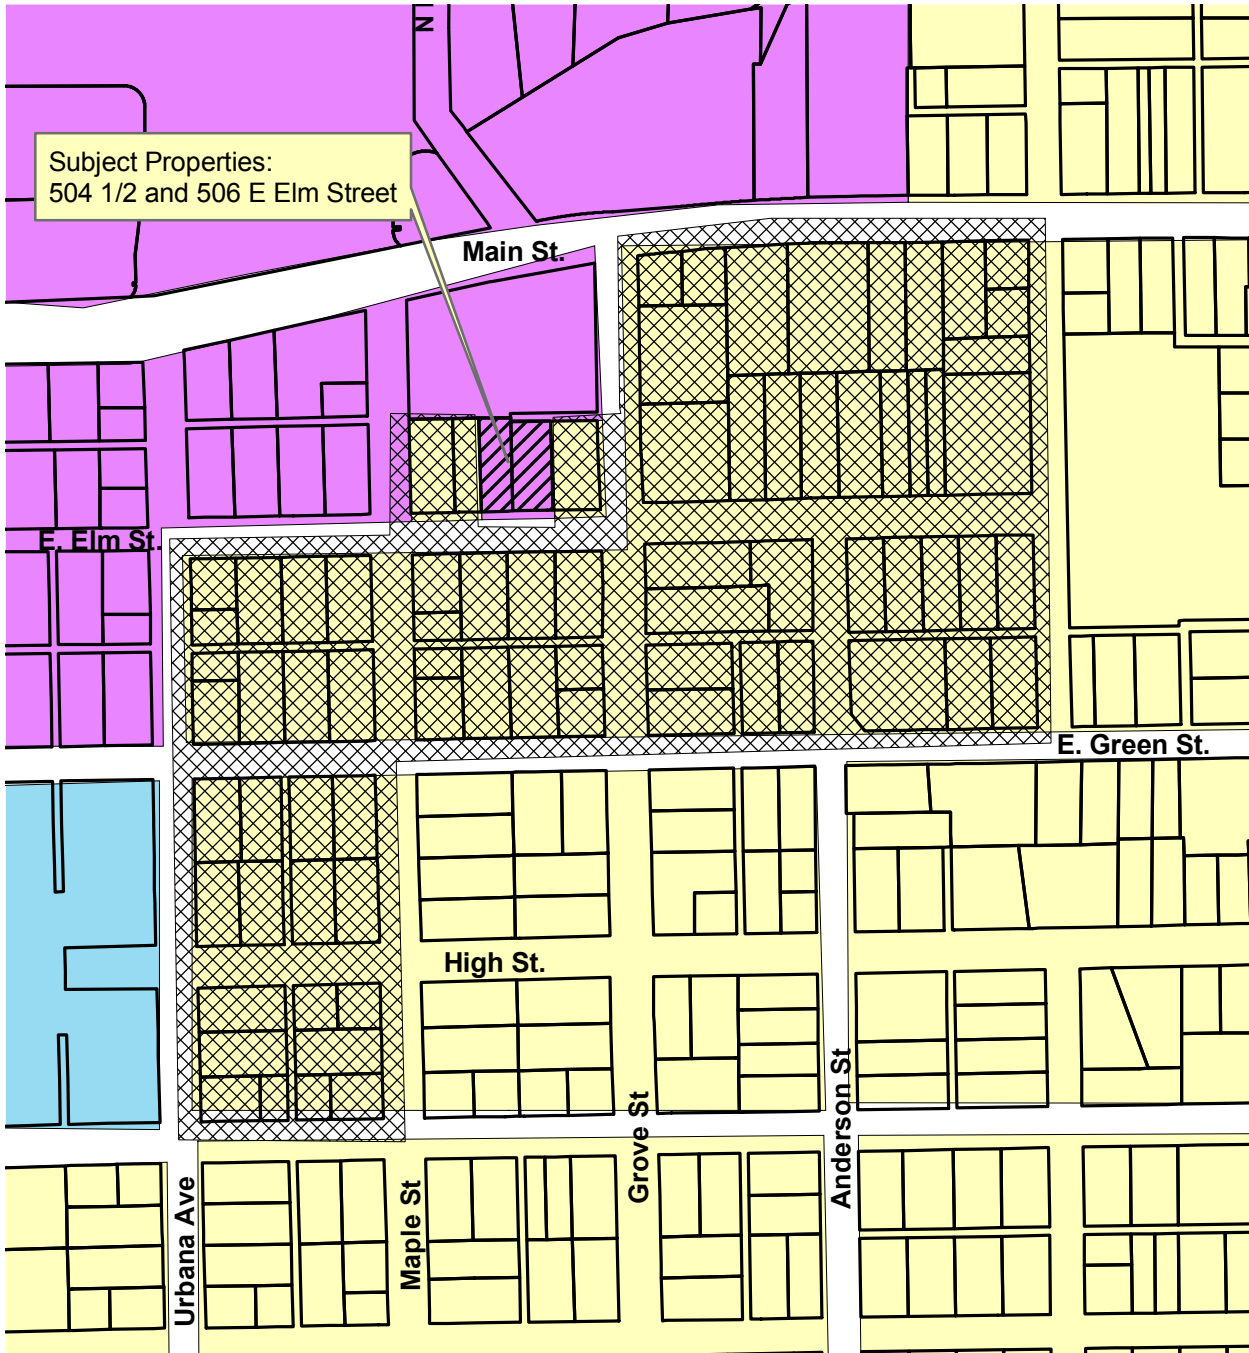 N
Subject Properties:
504 1/2 and 506 E Elm Street
Main St.
E. Elm St.
E. Green St.
High St.
Grove St
Anderson St
Urbana Ave
Maple St